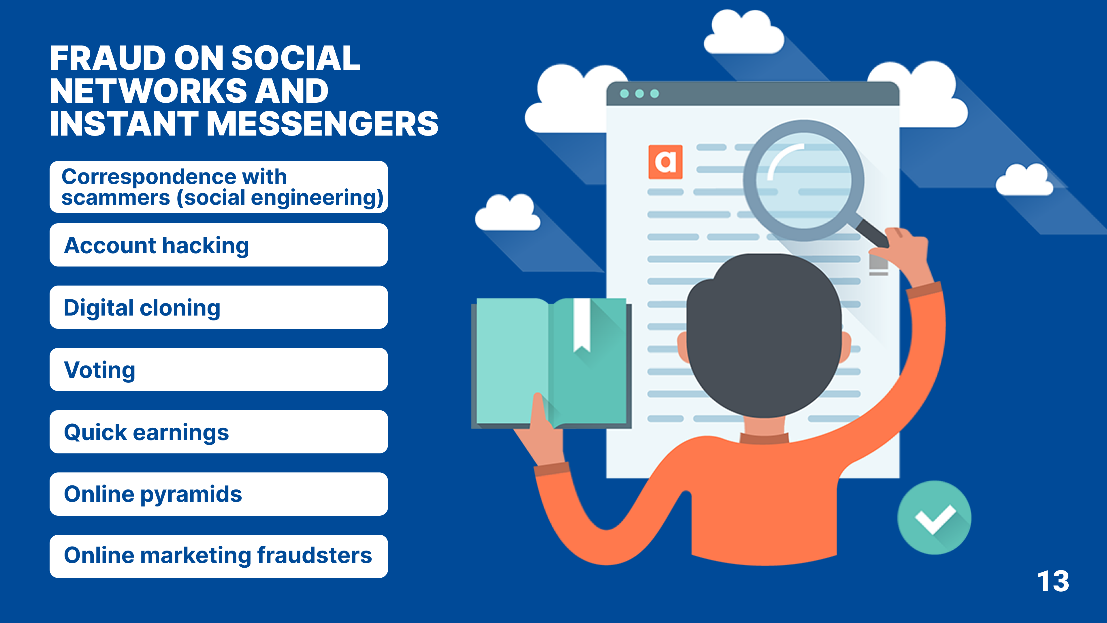 FRAUD ON SOCIAL
NETWORKS AND
INSTANT MESSENGERS
Correspondence with
scammers (social engineering)
Account hacking
Digital cloning
Voting
Quick earnings
Online pyramids
Online marketing fraudsters
a
13